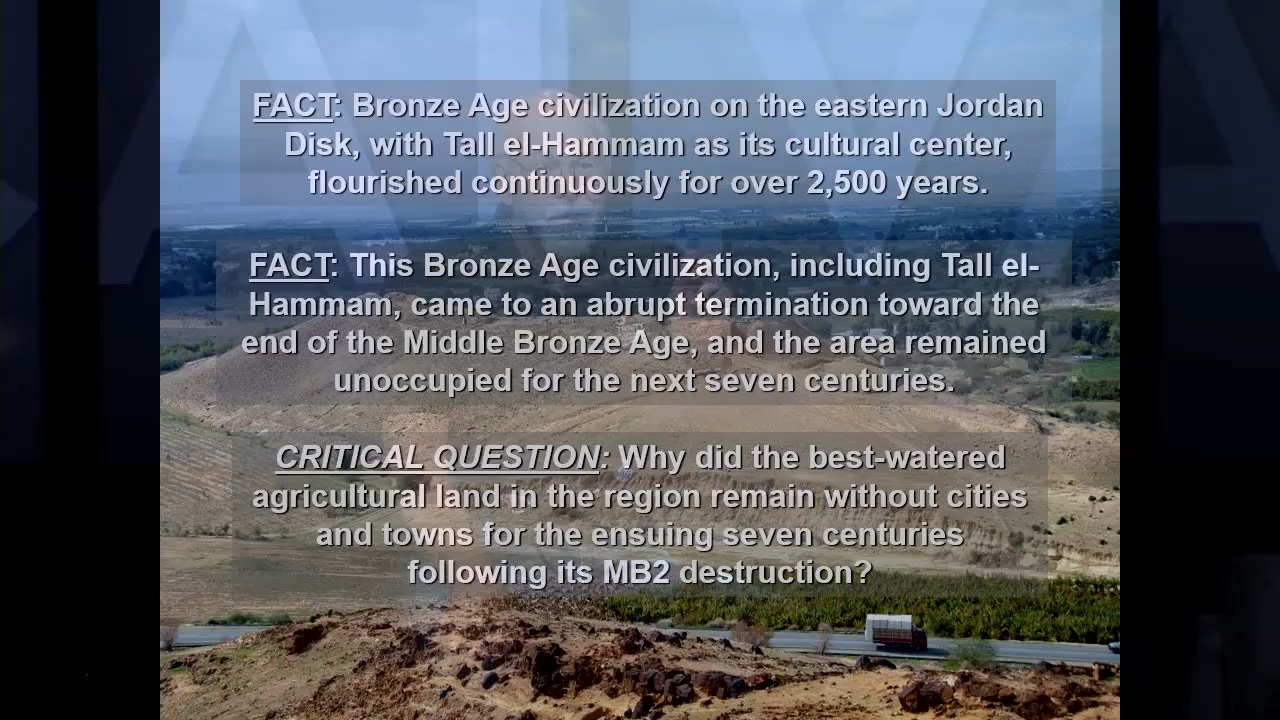 FACT: Bronze Age civilization on the eastern Jordan
Disk, with Tall el-Hammam as its cultural center,
flourished continuously for over 2,500 years.
FACT: This Bronze Age civilization, including Tall el-
Hammam, came to an abrupt termination toward the
end of the Middle Bronze Age, and the area remained
unoccupied for the next seven centuries.
CRITICAL QUESTION: Why did the best-watered
agricultural land in the region remain without cities
and towns for the ensuing seven centuries
following its MB2 destruction?